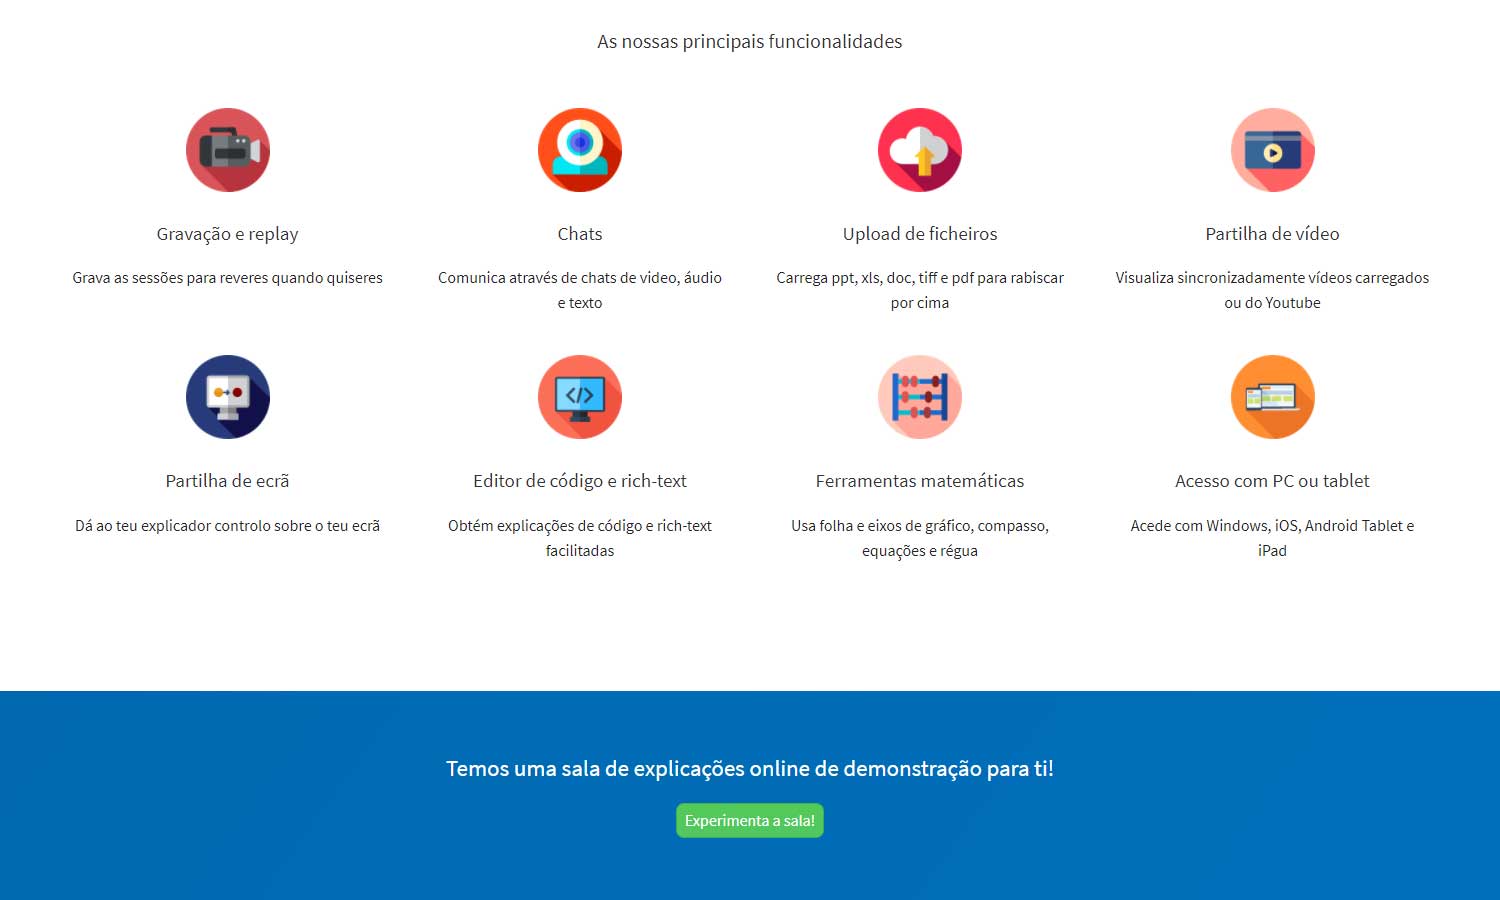 As nossas principais funcionalidades
Gravação e replay
Grava as sessões para reveres quando quiseres
Chats
Comunica através de chats de video, áudio
e texto
Upload de ficheiros
Carrega ppt, xls, doc, tiff e pdf para rabiscar
por cima
Partilha de vídeo
Visualiza sincronizadamente vídeos carregados
ou do Youtube
Partilha de ecrã
Dá ao teu explicador controlo sobre o teu ecrã
Editor de código e rich-text
Obtém explicações de código e rich-text
facilitadas
Ferramentas matemáticas
Usa folha e eixos de gráfico, compasso,
equações e régua
Acesso com PC ou tablet
Acede com Windows, iOS, Android Tablet e
iPad
Temos uma sala de explicações online de demonstração para ti!
Experimenta a sala!